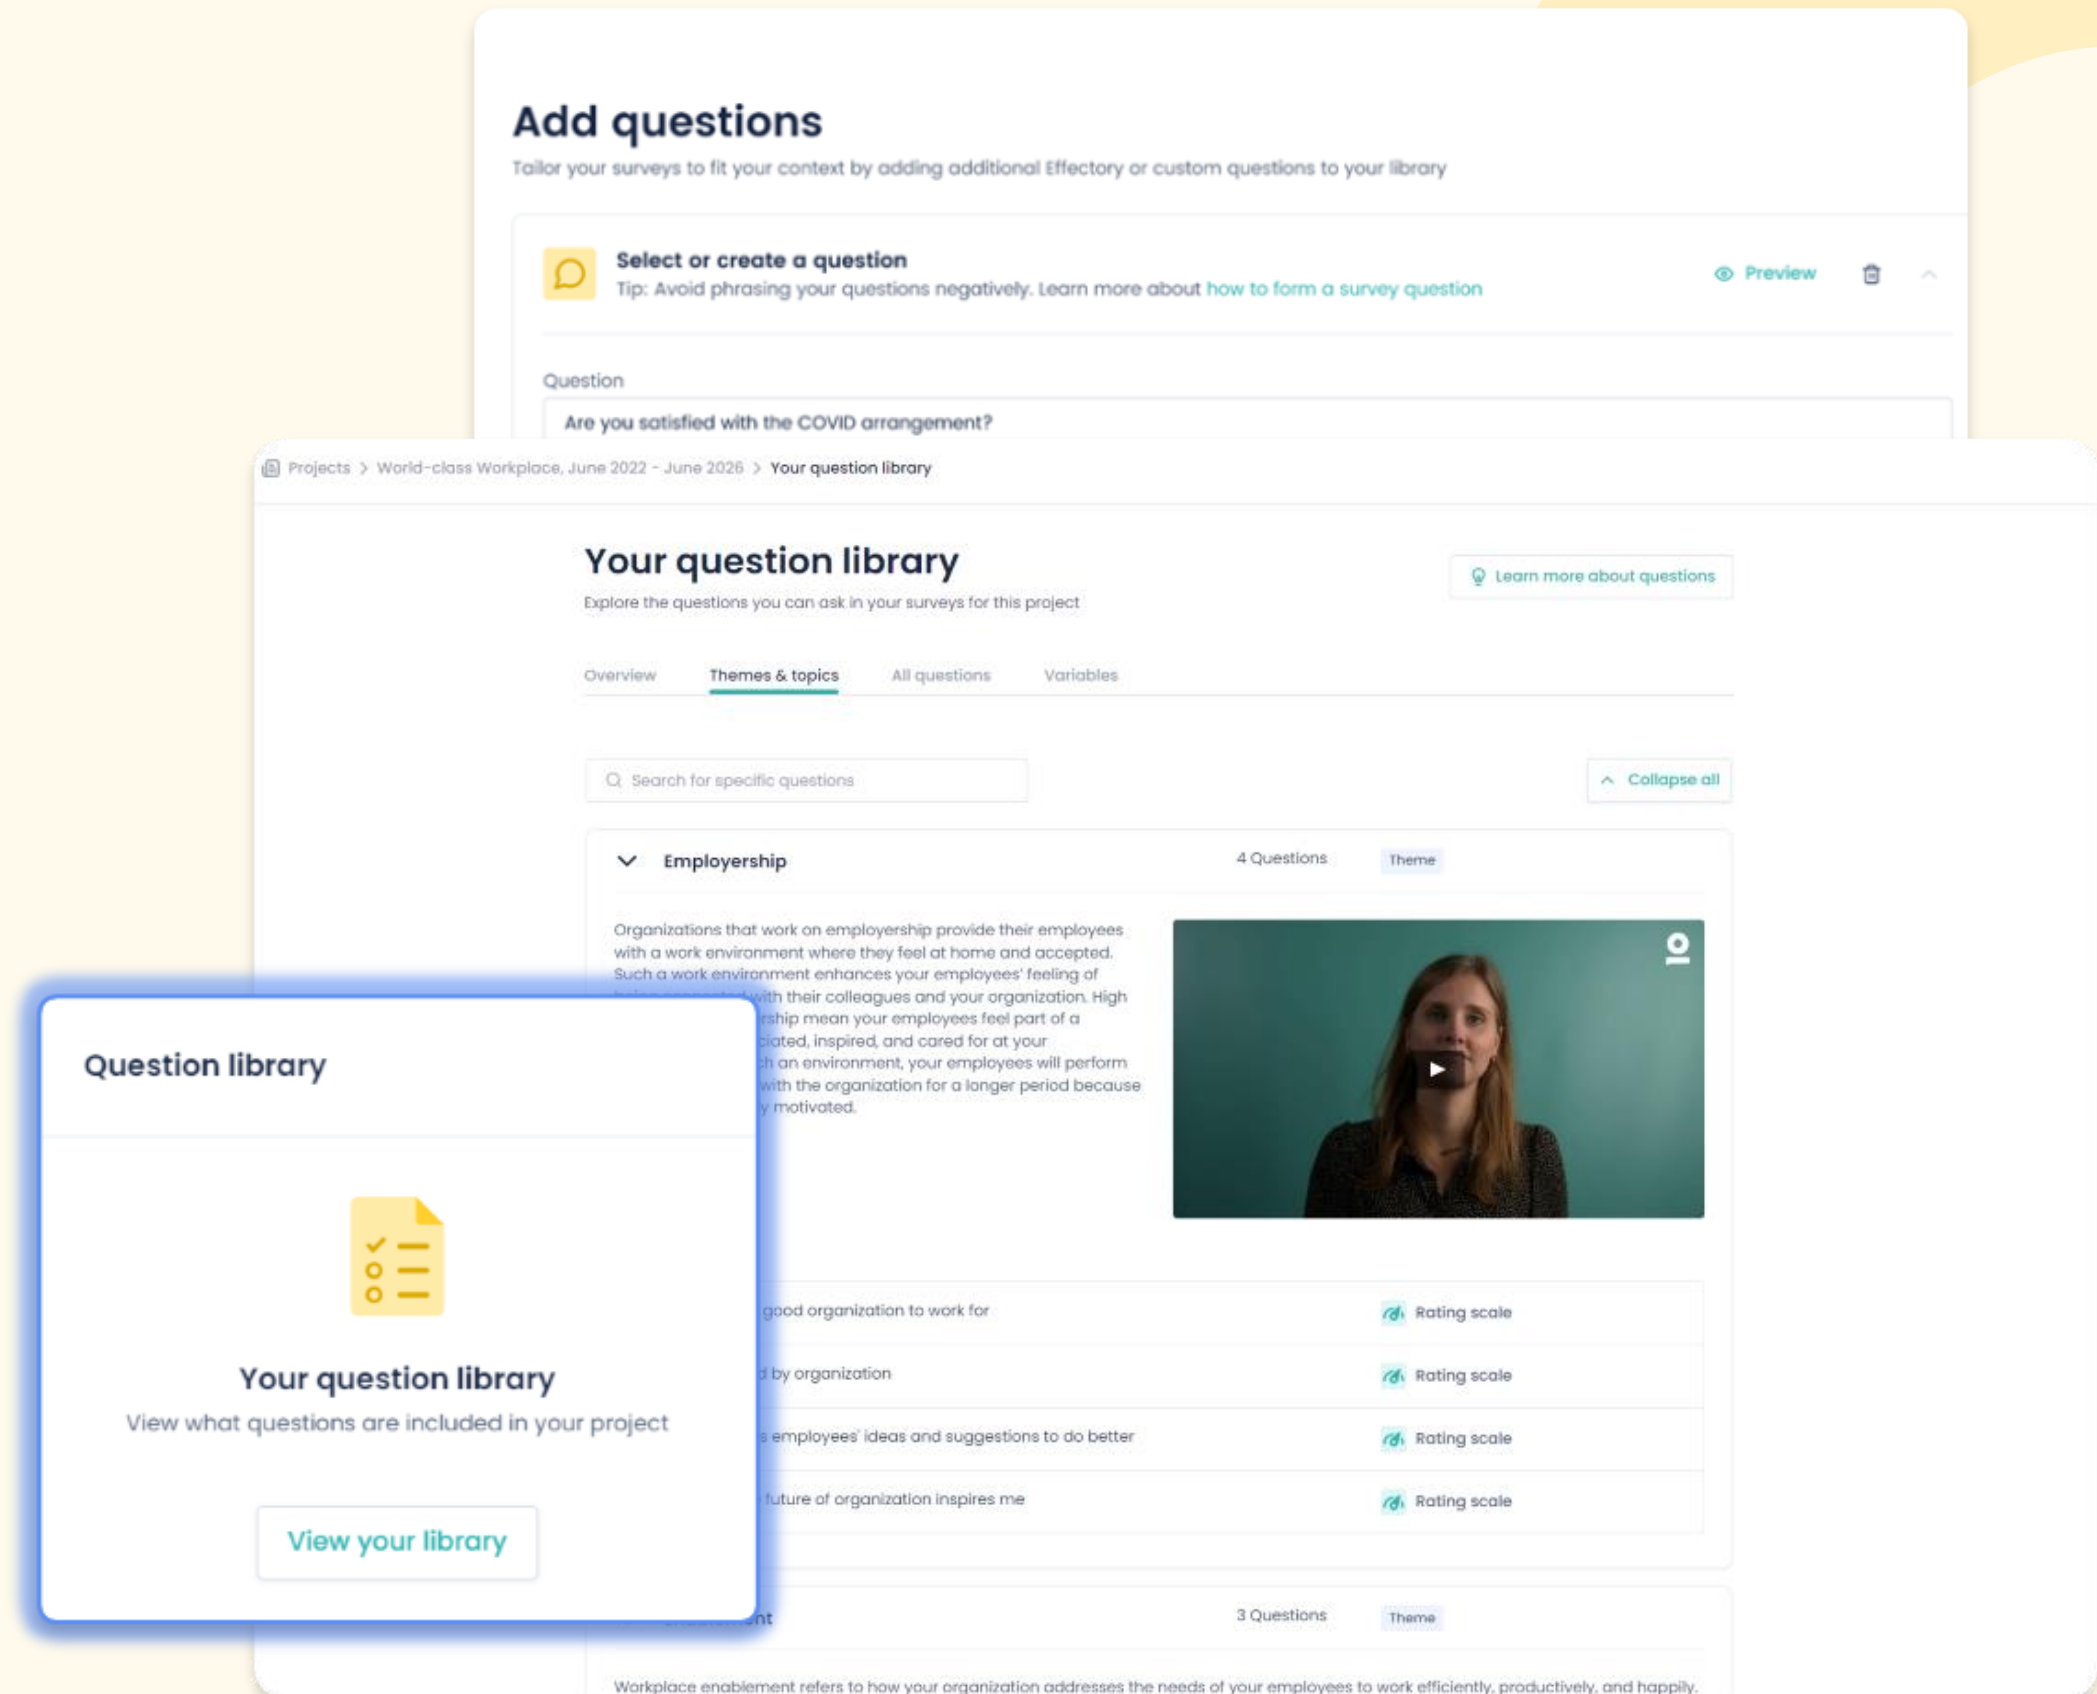 Add questions
Tailor your surveys to fit your context by adding additional Effectory or custom questions to your library
Select or create a question
Tip: Avoid phrasing your questions negatively. Learn more about how to form a survey question
Preview
Question
Are you satisfied with the COVID arrangement?
Projects > World-class Workplace, June 2022 - June 2026 > Your question library
Your question library
Learn more about questions
Explore the questions you can ask in your surveys for this project
Overview Themes & topics All questions Variables
Search for specific questions
Collapse all
Employership 4 Questions Theme
Organizations that work on employership provide their employees
with a work environment where they feel at home and accepted.
Such a work environment enhances your employees' feeling of
with their colleagues and your organization. High
mean your employees feel part of a
inspired, and cared for at your
an environment, your employees will perform
with the organization for a longer period because
motivated.
good organization to work for Rating scale
by organization Rating scale
employees' ideas and suggestions to do better Rating scale
future of organization inspires me Rating scale
3 Questions Theme
Workplace enablement refers to how your organization addresses the needs of your employees to work efficiently, productively, and happily.
Question library
Your question library
View what questions are included in your project
View your library